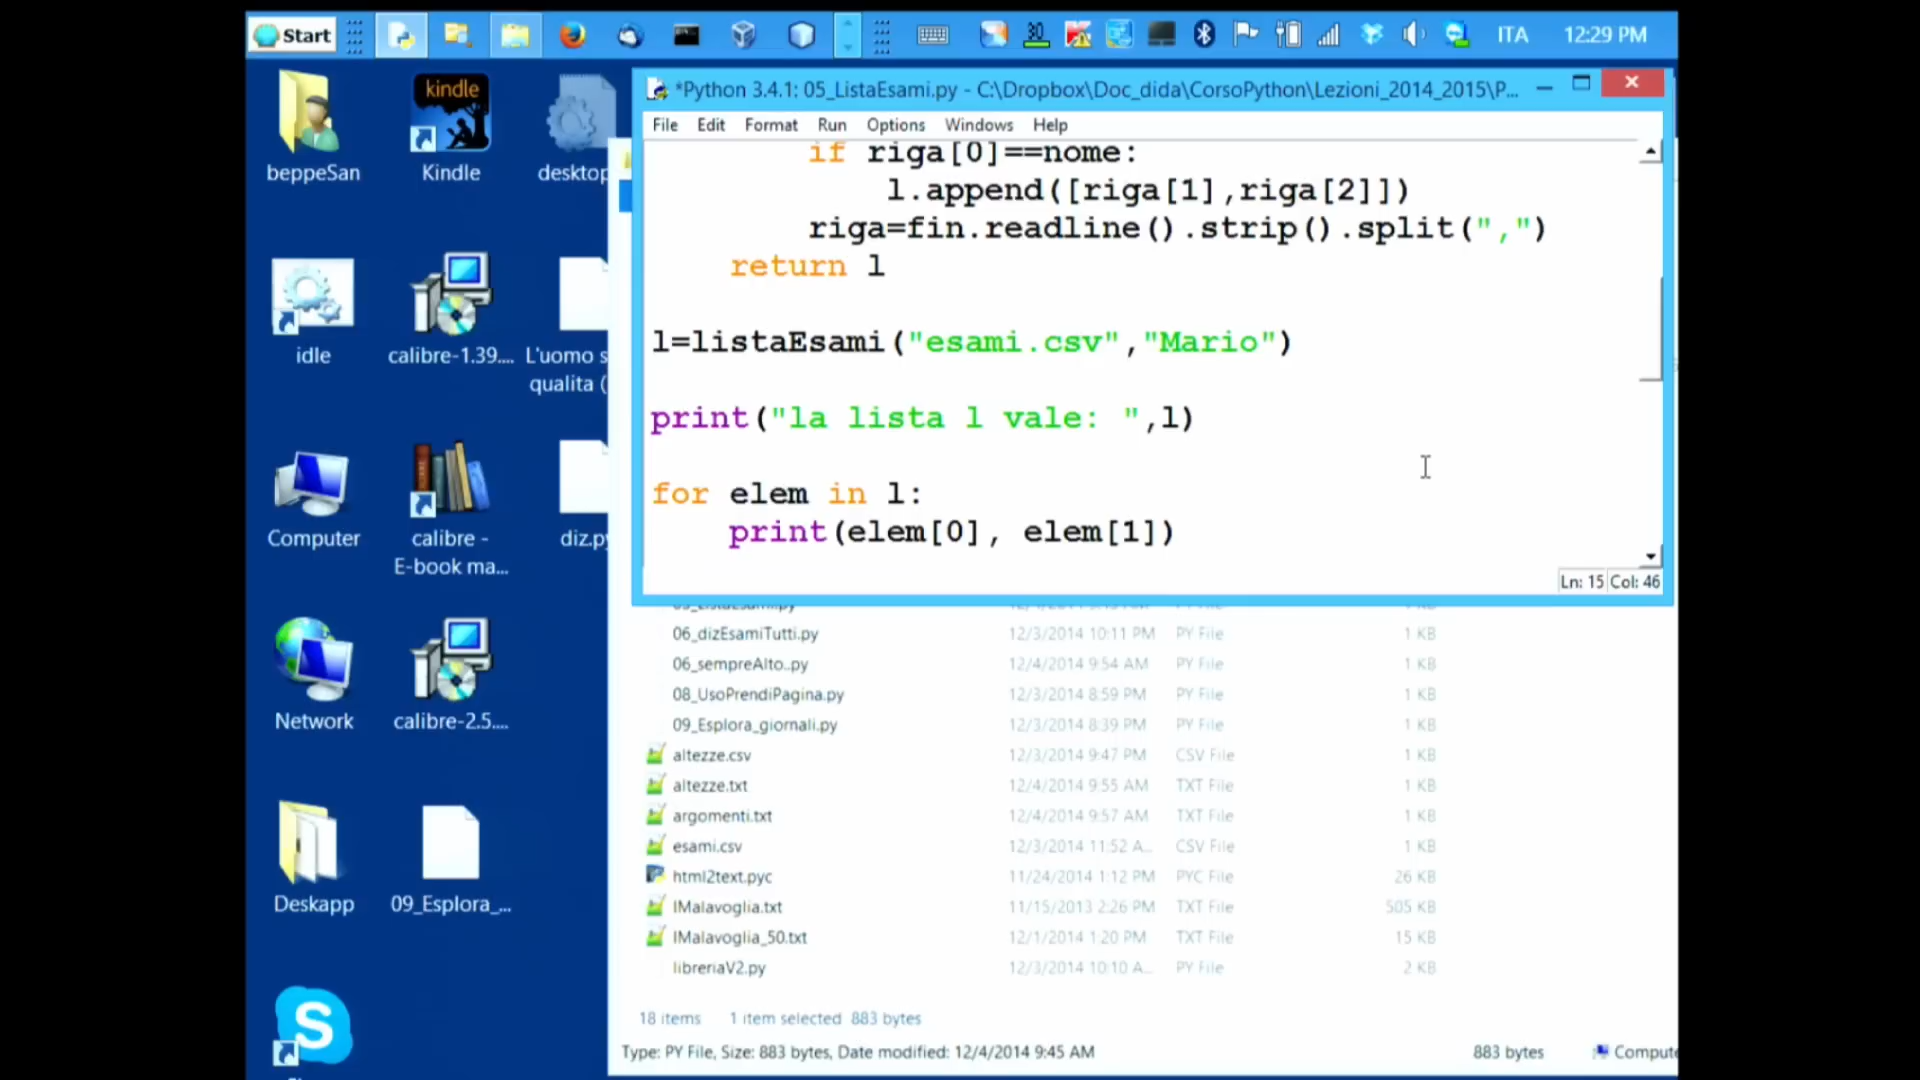 Start
30
ITA
12:29 PM
beppeSan
kindle
Kindle
desktop
idle
calibre-1.39....
L'uomo s
qualita (
Computer
calibre -
E-book ma...
diz.py
Network
calibre-2.5....
Deskapp
09_Esplora_...
*Python 3.4.1: 05_ListaEsami.py - C:\Dropbox\Doc_dida\CorsoPython\Lezioni_2014_2015\P...
File Edit Format Run Options Windows Help
if riga[0]==nome:
l.append([riga[1],riga[2]])
riga=fin.readline().strip().split(",")
return l
l=listaEsami("esami.csv","Mario")
print("la lista l vale: ",l)
for elem in l:
print(elem[0], elem[1])
Ln: 15 Col: 46
06_dizEsamiTutti.py 12/3/2014 10:11 PM PY File 1 KB
06_sempreAlto..py 12/4/2014 9:54 AM PY File 1 KB
08_UsoPrendiPagina.py 12/3/2014 8:59 PM PY File 1 KB
09_Esplora_giornali.py 12/3/2014 8:39 PM PY File 1 KB
altezze.csv 12/3/2014 9:47 PM CSV File 1 KB
altezze.txt 12/4/2014 9:55 AM TXT File 1 KB
argomenti.txt 12/4/2014 9:57 AM TXT File 1 KB
esami.csv 12/3/2014 11:52 A... CSV File 1 KB
html2text.pyc 11/24/2014 1:12 PM PYC File 26 KB
IMalavoglia.txt 11/15/2013 2:26 PM TXT File 505 KB
IMalavoglia_50.txt 12/1/2014 1:20 PM TXT File 15 KB
libreriaV2.py 12/3/2014 10:10 A... PY File 2 KB
18 items 1 item selected 883 bytes
Type: PY File, Size: 883 bytes, Date modified: 12/4/2014 9:45 AM 883 bytes Compute